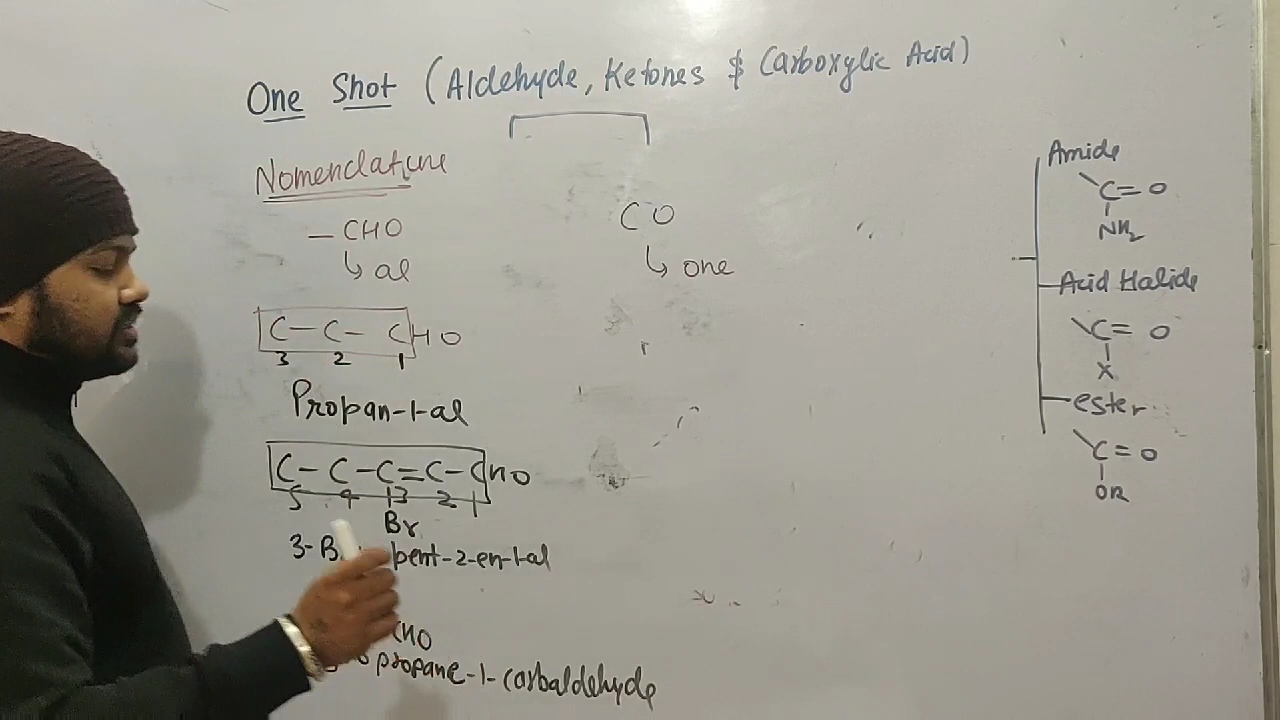 One Shot (Aldehyde, Ketones & Carboxylic Acid)
Nomenclature
— CHO
↳ al
C — C — CHO
3 2 1
Propan-1-al
C – C – C = C – CHO
5 4 3 2 1
Br
3- pent-2-en-1-al
CHO
propane-1-carbaldehyde
CO
↳ one
Amide
C = O
NH₂
Acid Halide
C = O
X
ester
C = O
OR